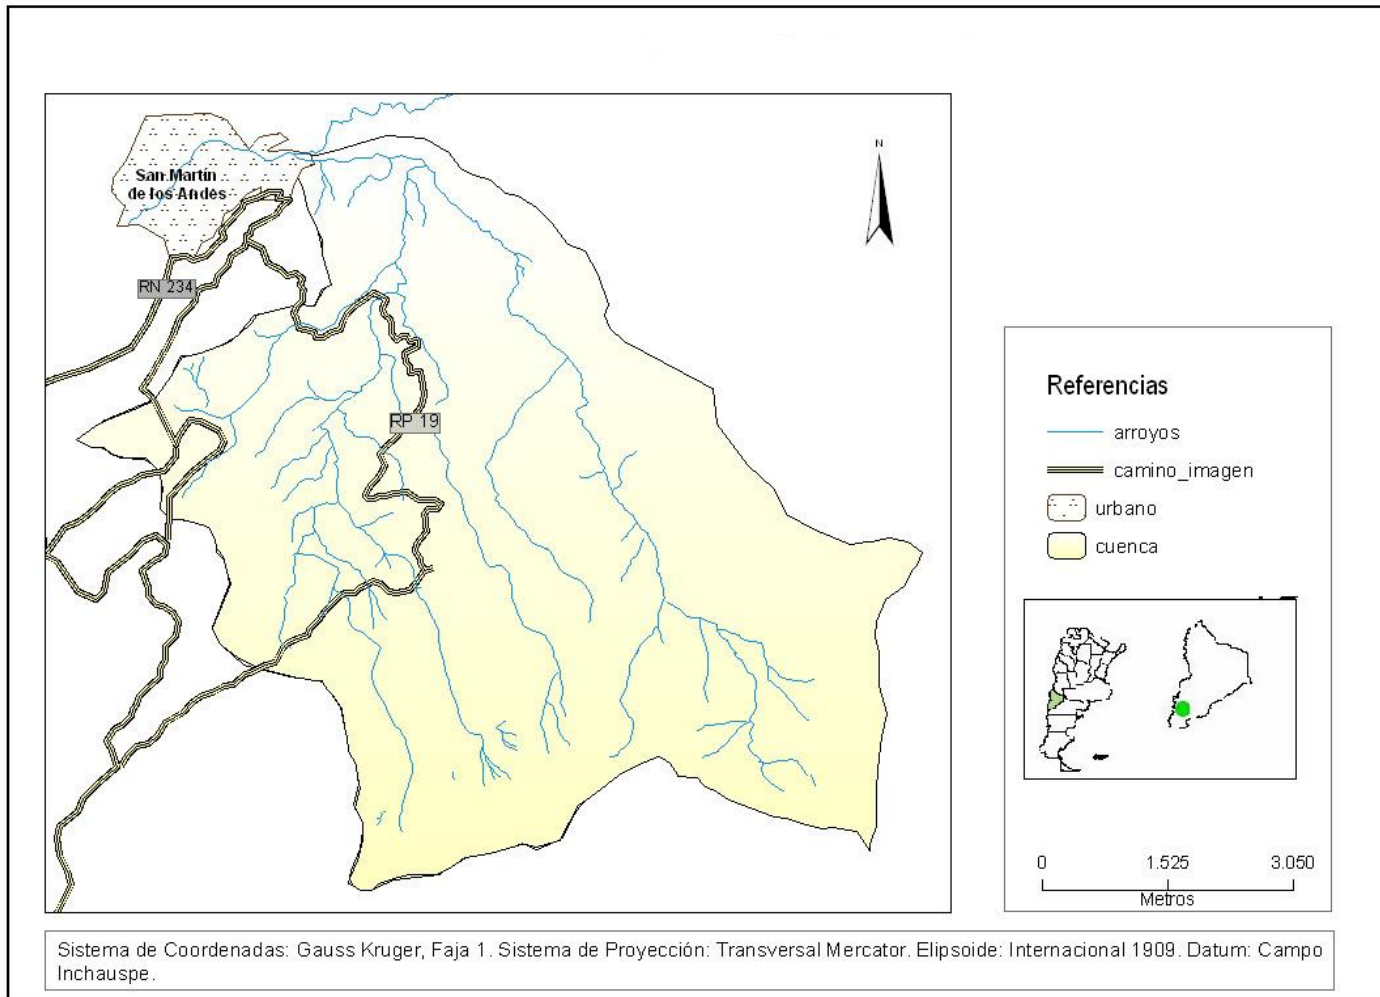 San Martín
de los Andes
N
RN 234
RP 19
Referencias
arroyos
camino_imagen
urbano
cuenca
0 1.525 3.050
Metros
Sistema de Coordenadas: Gauss Kruger, Faja 1. Sistema de Proyección: Transversal Mercator. Elipsoide: Internacional 1909. Datum: Campo
Inchauspe.